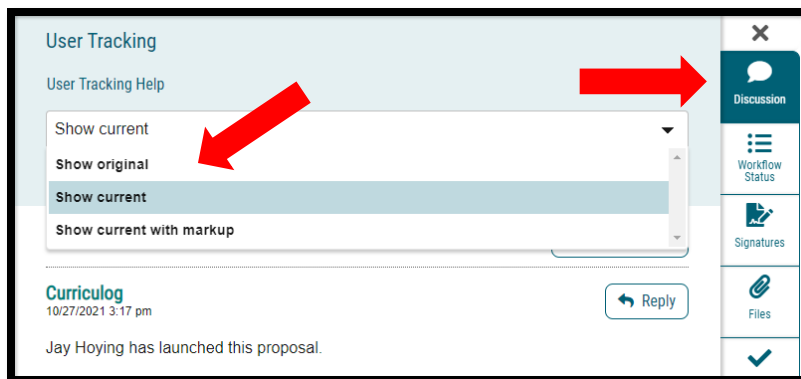 User Tracking
User Tracking Help
Show current
Show original
Show current
Show current with markup
Curriculog
10/27/2021 3:17 pm
Reply
Jay Hoying has launched this proposal.
Discussion
Workflow
Status
Signatures
Files